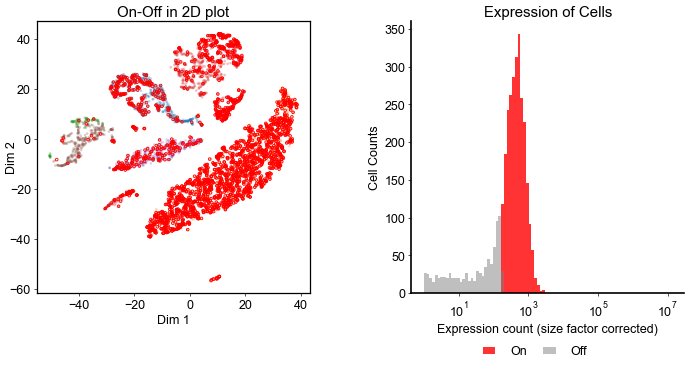 On-Off in 2D plot
40
20
0
−20
−40
−60
Dim 2
−40 −20 0 20 40
Dim 1
Expression of Cells
350
300
250
200
150
100
50
0
Cell Counts
10^1 10^3 10^5 10^7
Expression count (size factor corrected)
On Off